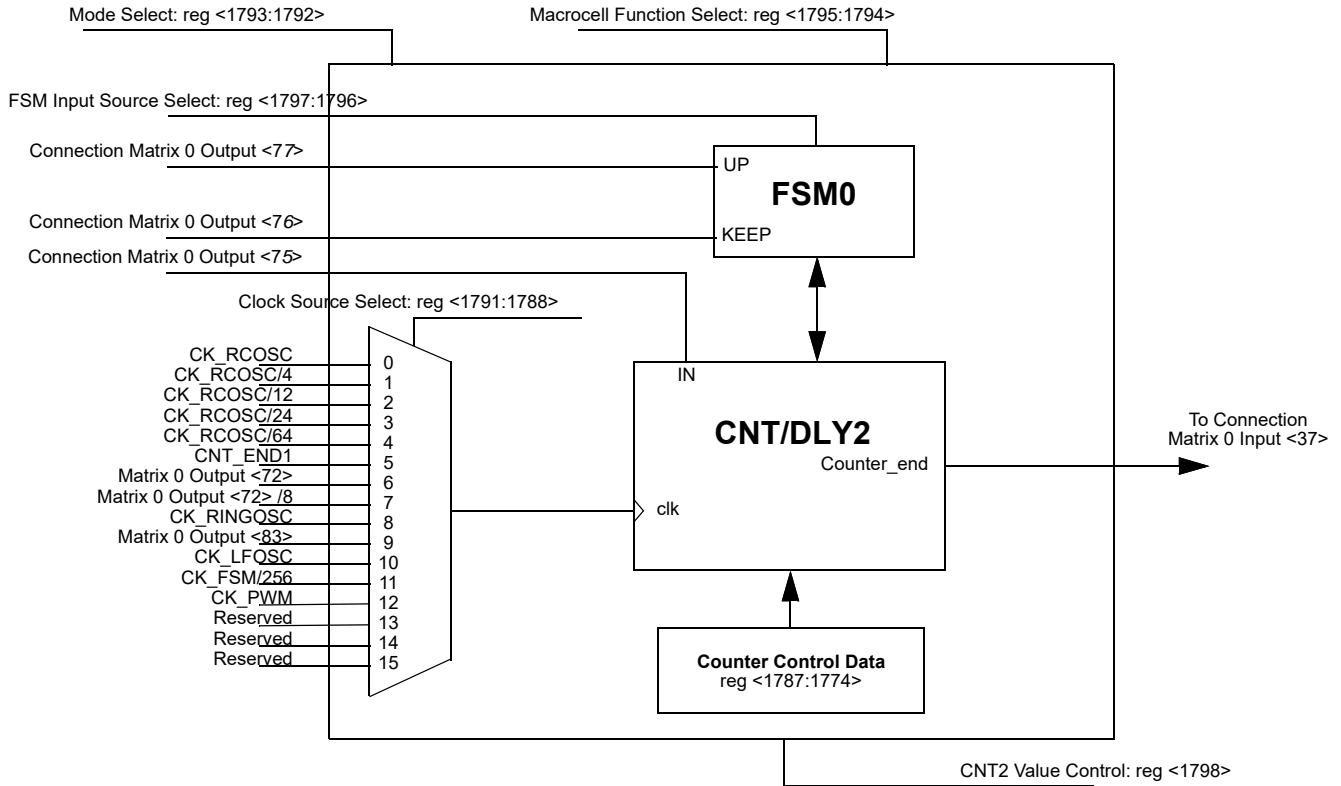 Mode Select: reg <1793:1792>
Macrocell Function Select: reg <1795:1794>
FSM Input Source Select: reg <1797:1796>
Connection Matrix 0 Output <77>
UP
FSM0
Connection Matrix 0 Output <76>
KEEP
Connection Matrix 0 Output <75>
Clock Source Select: reg <1791:1788>
CK_RCOSC
0
CK_RCOSC/4
1
CK_RCOSC/12
2
CK_RCOSC/24
3
CK_RCOSC/64
4
CNT_END1
5
Matrix 0 Output <72>
6
Matrix 0 Output <72> /8
7
CK_RINGOSC
8
Matrix 0 Output <83>
9
CK_LFOSC
10
CK_FSM/256
11
CK_PWM
12
Reserved
13
Reserved
14
Reserved
15
IN
CNT/DLY2
Counter_end
clk
To Connection
Matrix 0 Input <37>
Counter Control Data
reg <1787:1774>
CNT2 Value Control: reg <1798>